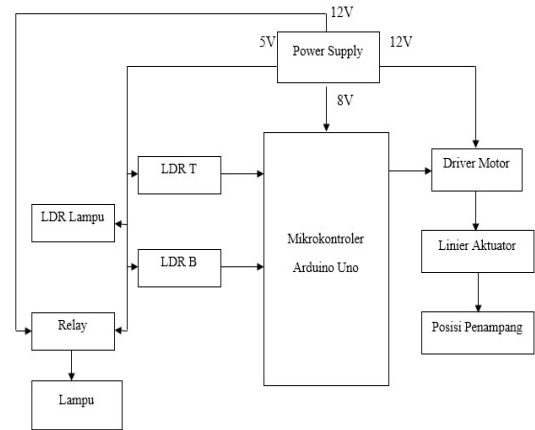 12V
5V
Power Supply
12V
8V
LDR T
Driver Motor
LDR Lampu
Mikrokontroler
Arduino Uno
Linier Aktuator
LDR B
Relay
Posisi Penampang
Lampu